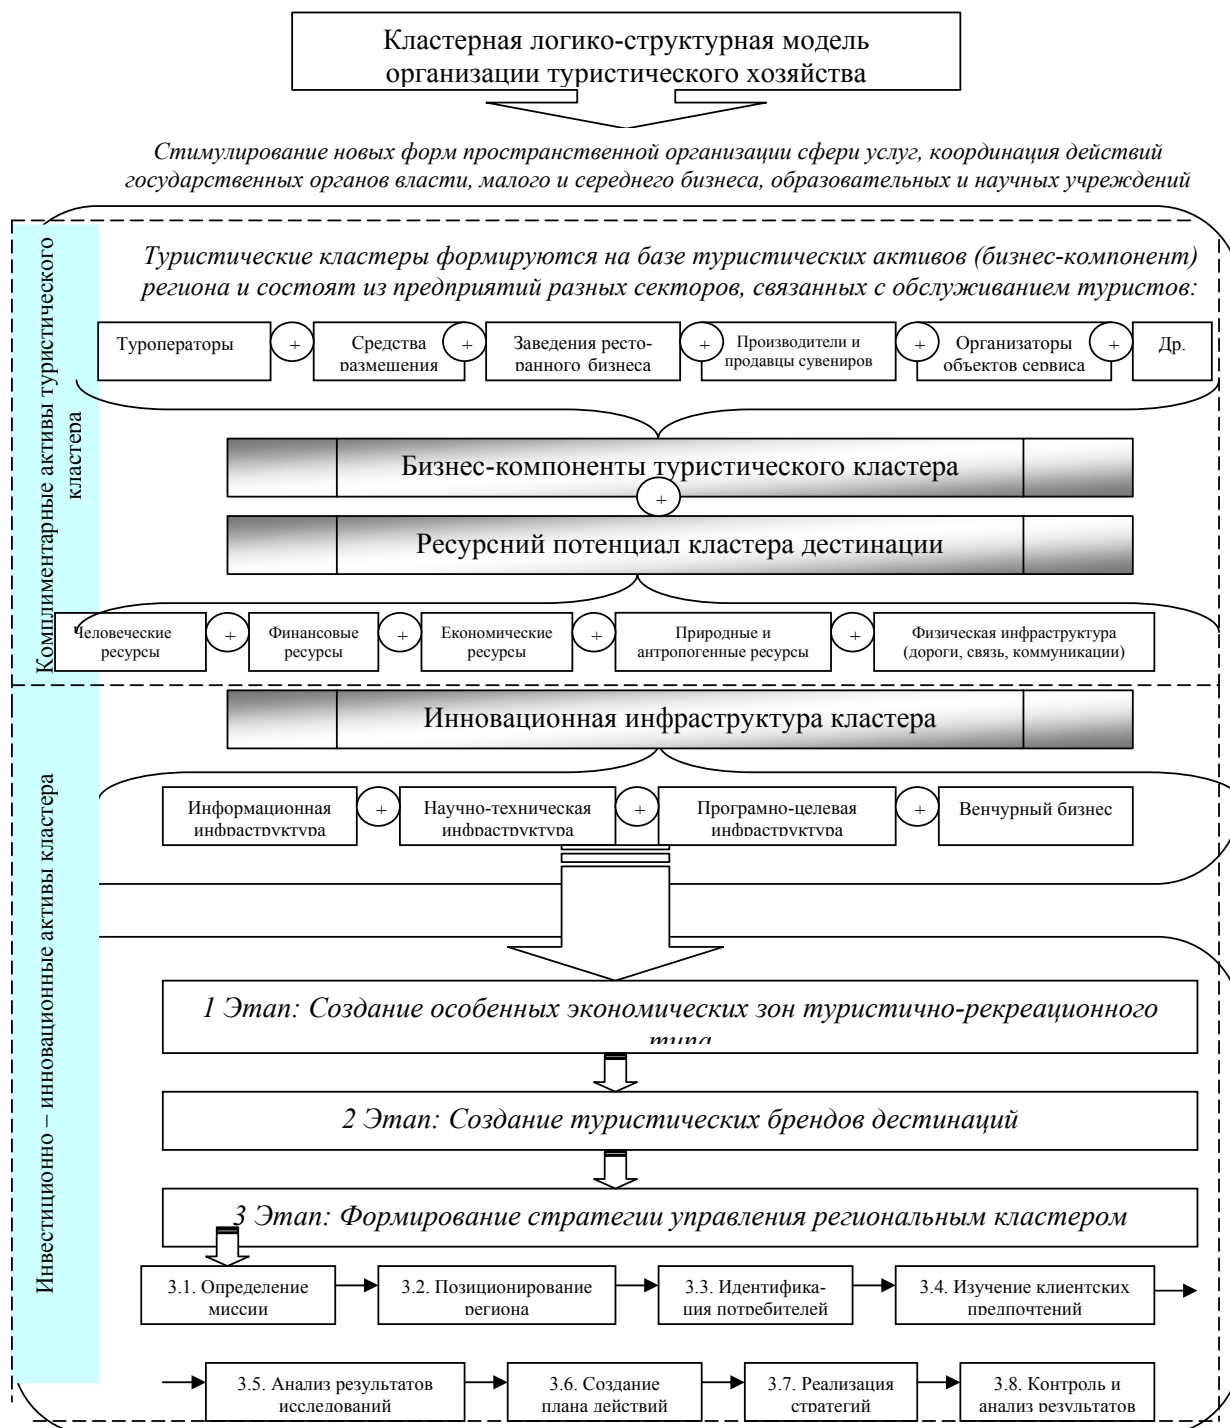 Кластерная логико-структурная модель
организации туристического хозяйства
Стимулирование новых форм пространственной организации сфери услуг, координация действий
государственных органов власти, малого и середнего бизнеса, образовательных и научных учреждений
Комплиментарные активы туристического
кластера
Туристические кластеры формируются на базе туристических активов (бизнес-компонент)
региона и состоят из предприятий разных секторов, связанных с обслуживанием туристов:
Туроператоры
+
Средства
размещения
+
Заведения ресто-
ранного бизнеса
+
Производители и
продавцы сувениров
+
Организаторы
объектов сервиса
+
Др.
Бизнес-компоненты туристического кластера
+
Ресурсний потенциал кластера дестинации
Человеческие
ресурсы
+
Финансовые
ресурсы
+
Економические
ресурсы
+
Природные и
антропогенные ресурсы
+
Физическая инфраструктура
(дороги, связь, коммуникации)
Инвестиционно – инновационные активы кластера
Инновационная инфраструктура кластера
Информационная
инфраструктура
+
Научно-техническая
инфраструктура
+
Програмно-целевая
инфраструктура
+
Венчурный бизнес
1 Этап: Создание особенных экономических зон туристично-рекреационного
типа
2 Этап: Создание туристических брендов дестинаций
3 Этап: Формирование стратегии управления региональным кластером
3.1. Определение
миссии
3.2. Позиционирование
региона
3.3. Идентифика-
ция потребителей
3.4. Изучение клиентских
предпочтений
3.5. Анализ результатов
исследований
3.6. Создание
плана действий
3.7. Реализация
стратегий
3.8. Контроль и
анализ результатов